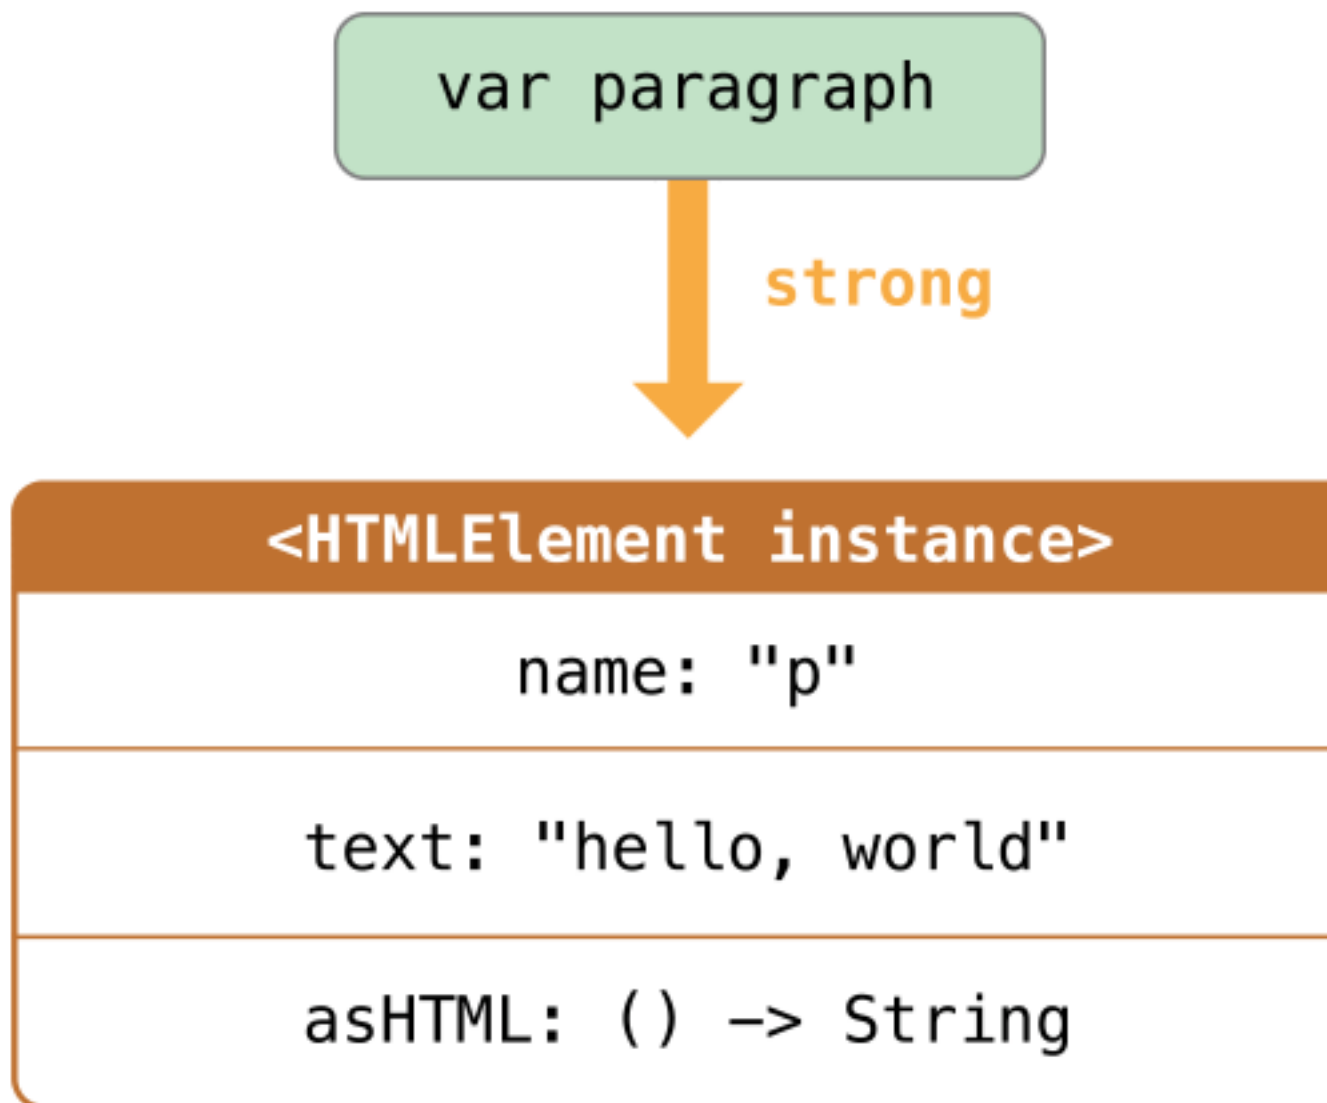 var paragraph
strong
<HTMLElement instance>
name: "p"
text: "hello, world"
asHTML: () -> String